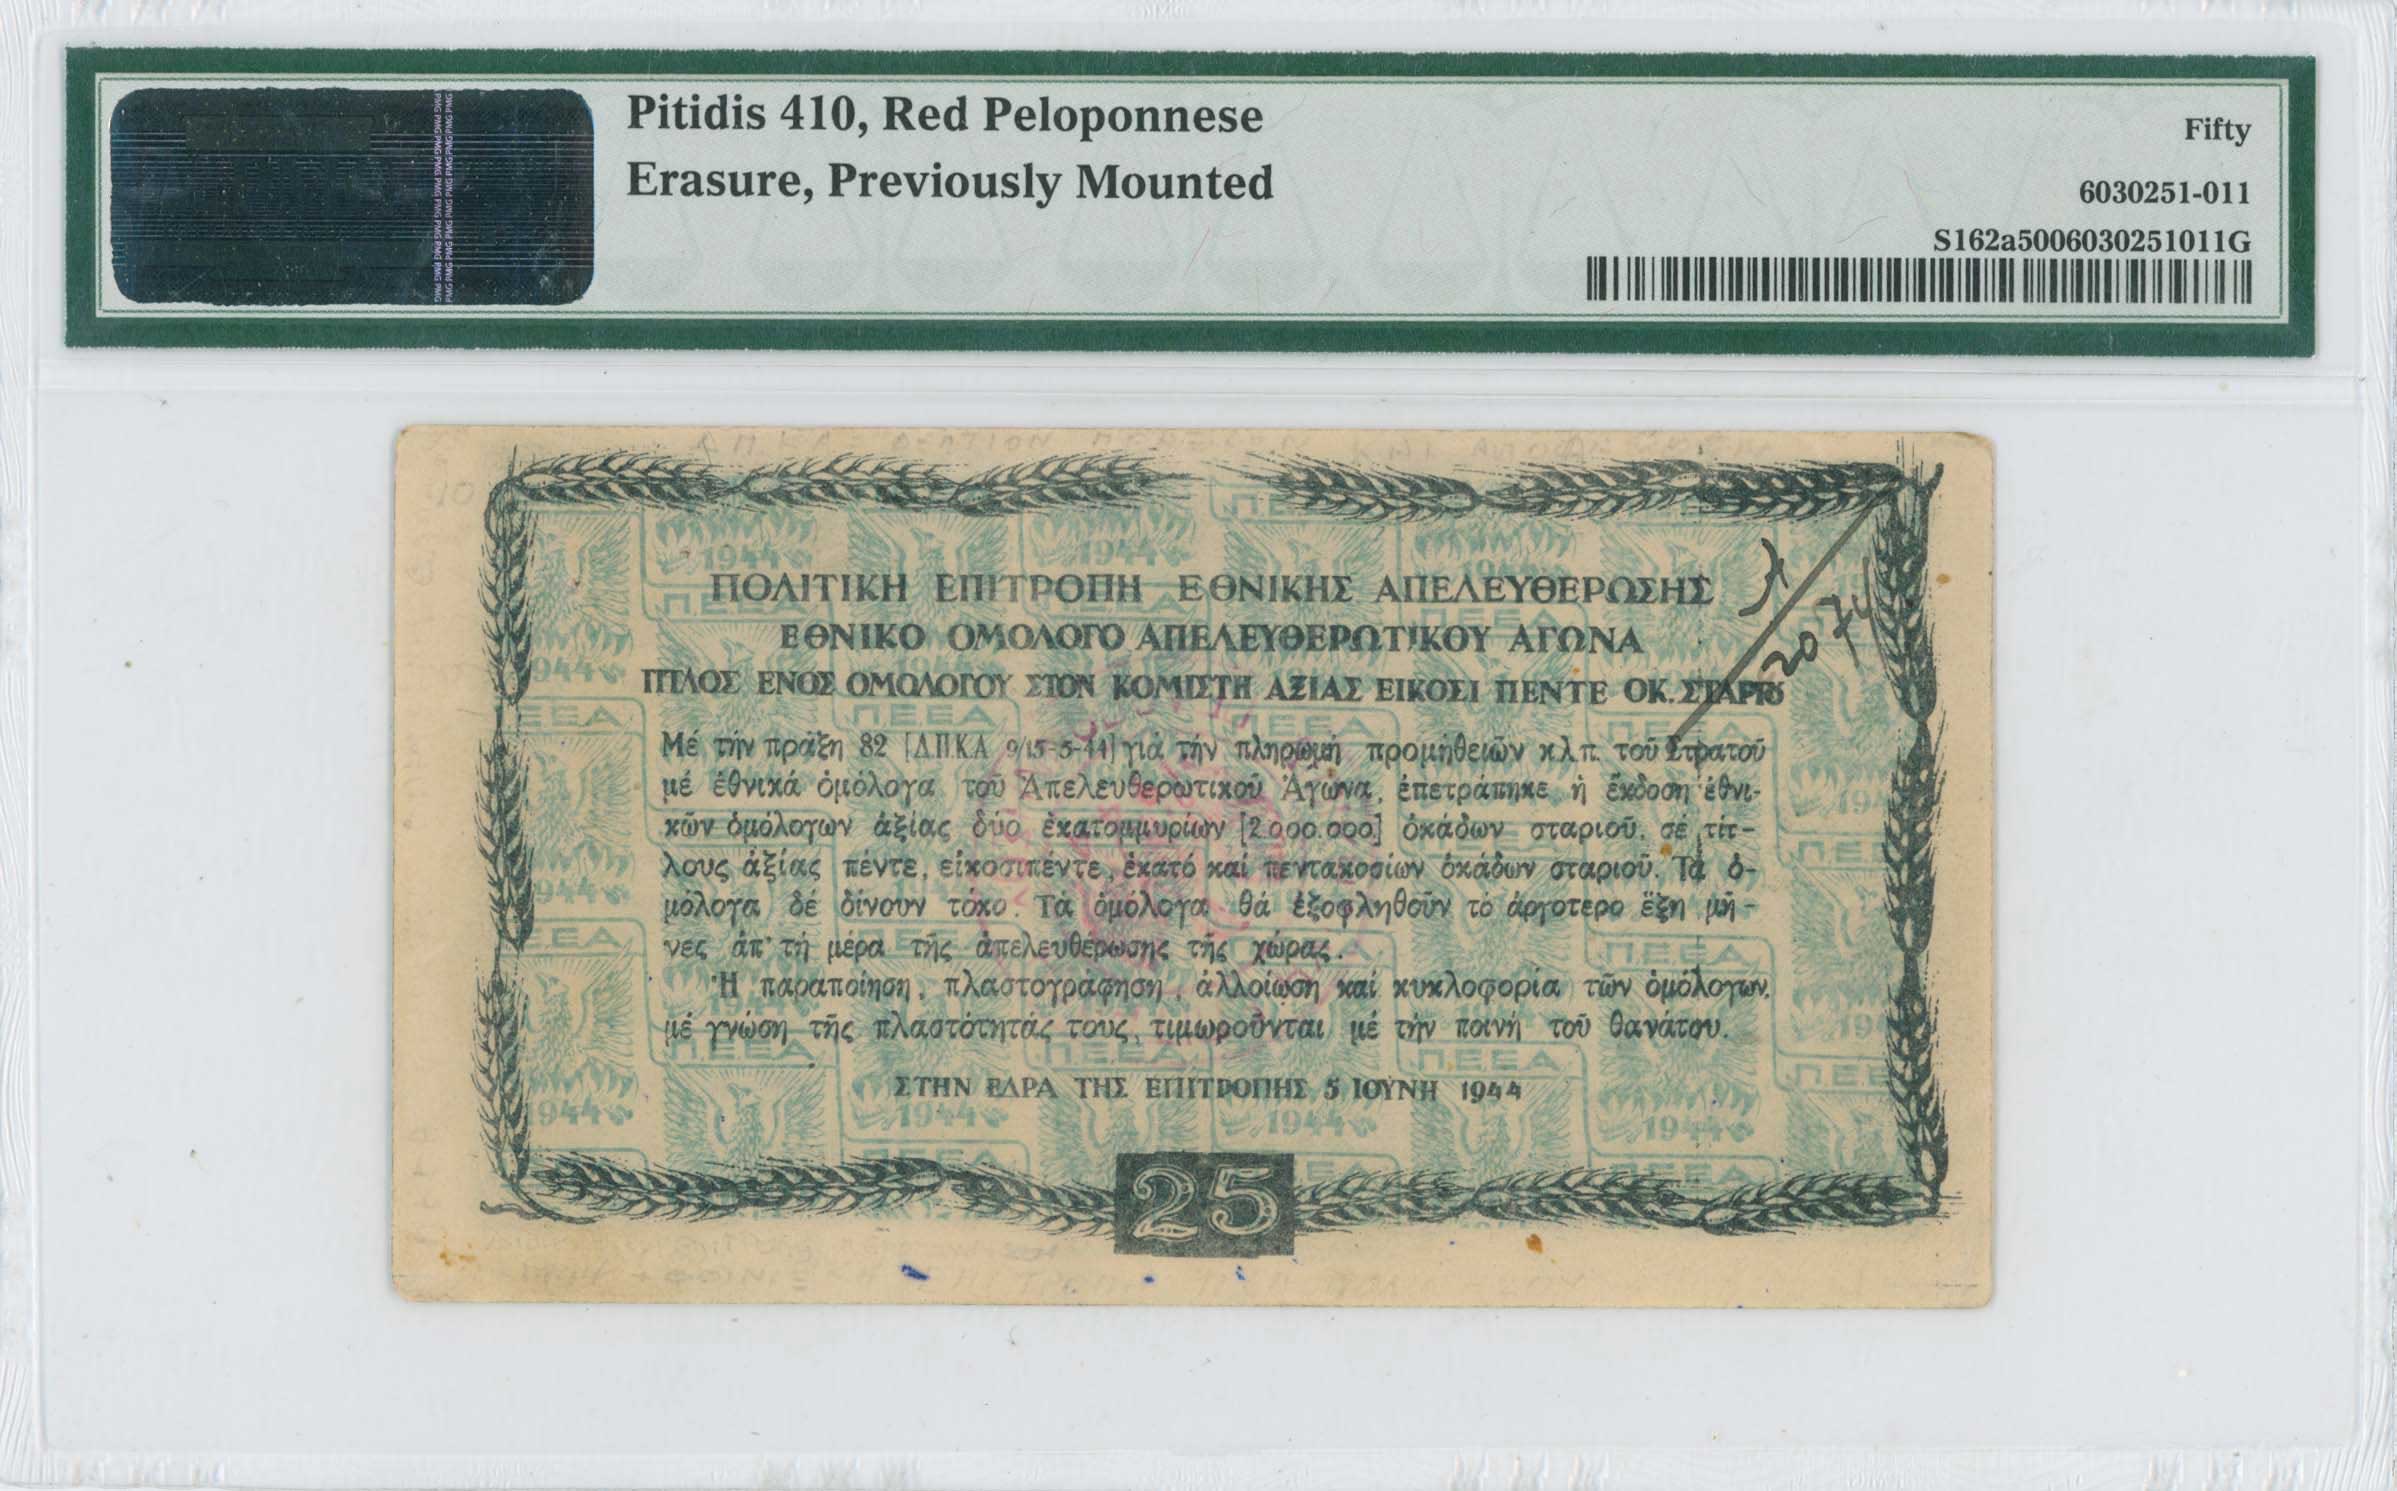 Pitidis 410, Red Peloponnese
Erasure, Previously Mounted
Fifty
6030251-011
S162a5006030251011G
ΠΟΛΙΤΙΚΗ ΕΠΙΤΡΟΠΗ ΕΘΝΙΚΗΣ ΑΠΕΛΕΥΘΕΡΩΣΗΣ
ΕΘΝΙΚΟ ΟΜΟΛΟΓΟ ΑΠΕΛΕΥΘΕΡΩΤΙΚΟΥ ΑΓΩΝΑ
ΤΙΤΛΟΣ ΕΝΟΣ ΟΜΟΛΟΓΟΥ ΣΤΟΝ ΚΟΜΙΣΤΗ ΑΞΙΑΣ ΕΙΚΟΣΙ ΠΕΝΤΕ ΟΚ. ΣΤΑΡΙΟΥ
Μέ τήν πράξη 82 [ΔΠΚΑ 9/15-5-44] γιά τήν πληρωμή προμηθειῶν κλπ. τοῦ Στρατοῦ
μέ ἐθνικά ὁμόλογα τοῦ Ἀπελευθερωτικοῦ Ἀγώνα, ἐπετράπηκε ἡ ἔκδοση ἐθνι-
κῶν ὁμόλογων ἀξίας δύο ἑκατομμυρίων [2.000.000] ὀκάδων σταριοῦ, σέ τίτ-
λους ἀξίας πέντε, εἰκοσιπέντε, ἑκατό καί πεντακοσίων ὀκάδων σταριοῦ. Τά ὁ-
μόλογα δέ δίνουν τόκο. Τά ὁμόλογα θά ἐξοφληθοῦν τό ἀργότερο ἕξη μῆ-
νες ἀπ' τή μέρα τῆς ἀπελευθέρωσης τῆς χώρας.
Ἡ παραποίηση, πλαστογράφηση, ἀλλοίωση καί κυκλοφορία τῶν ὁμόλογων,
μέ γνώση τῆς πλαστότητάς τους, τιμωροῦνται μέ τήν ποινή τοῦ θανάτου.
ΣΤΗΝ ΕΔΡΑ ΤΗΣ ΕΠΙΤΡΟΠΗΣ 5 ΙΟΥΝΗ 1944
25